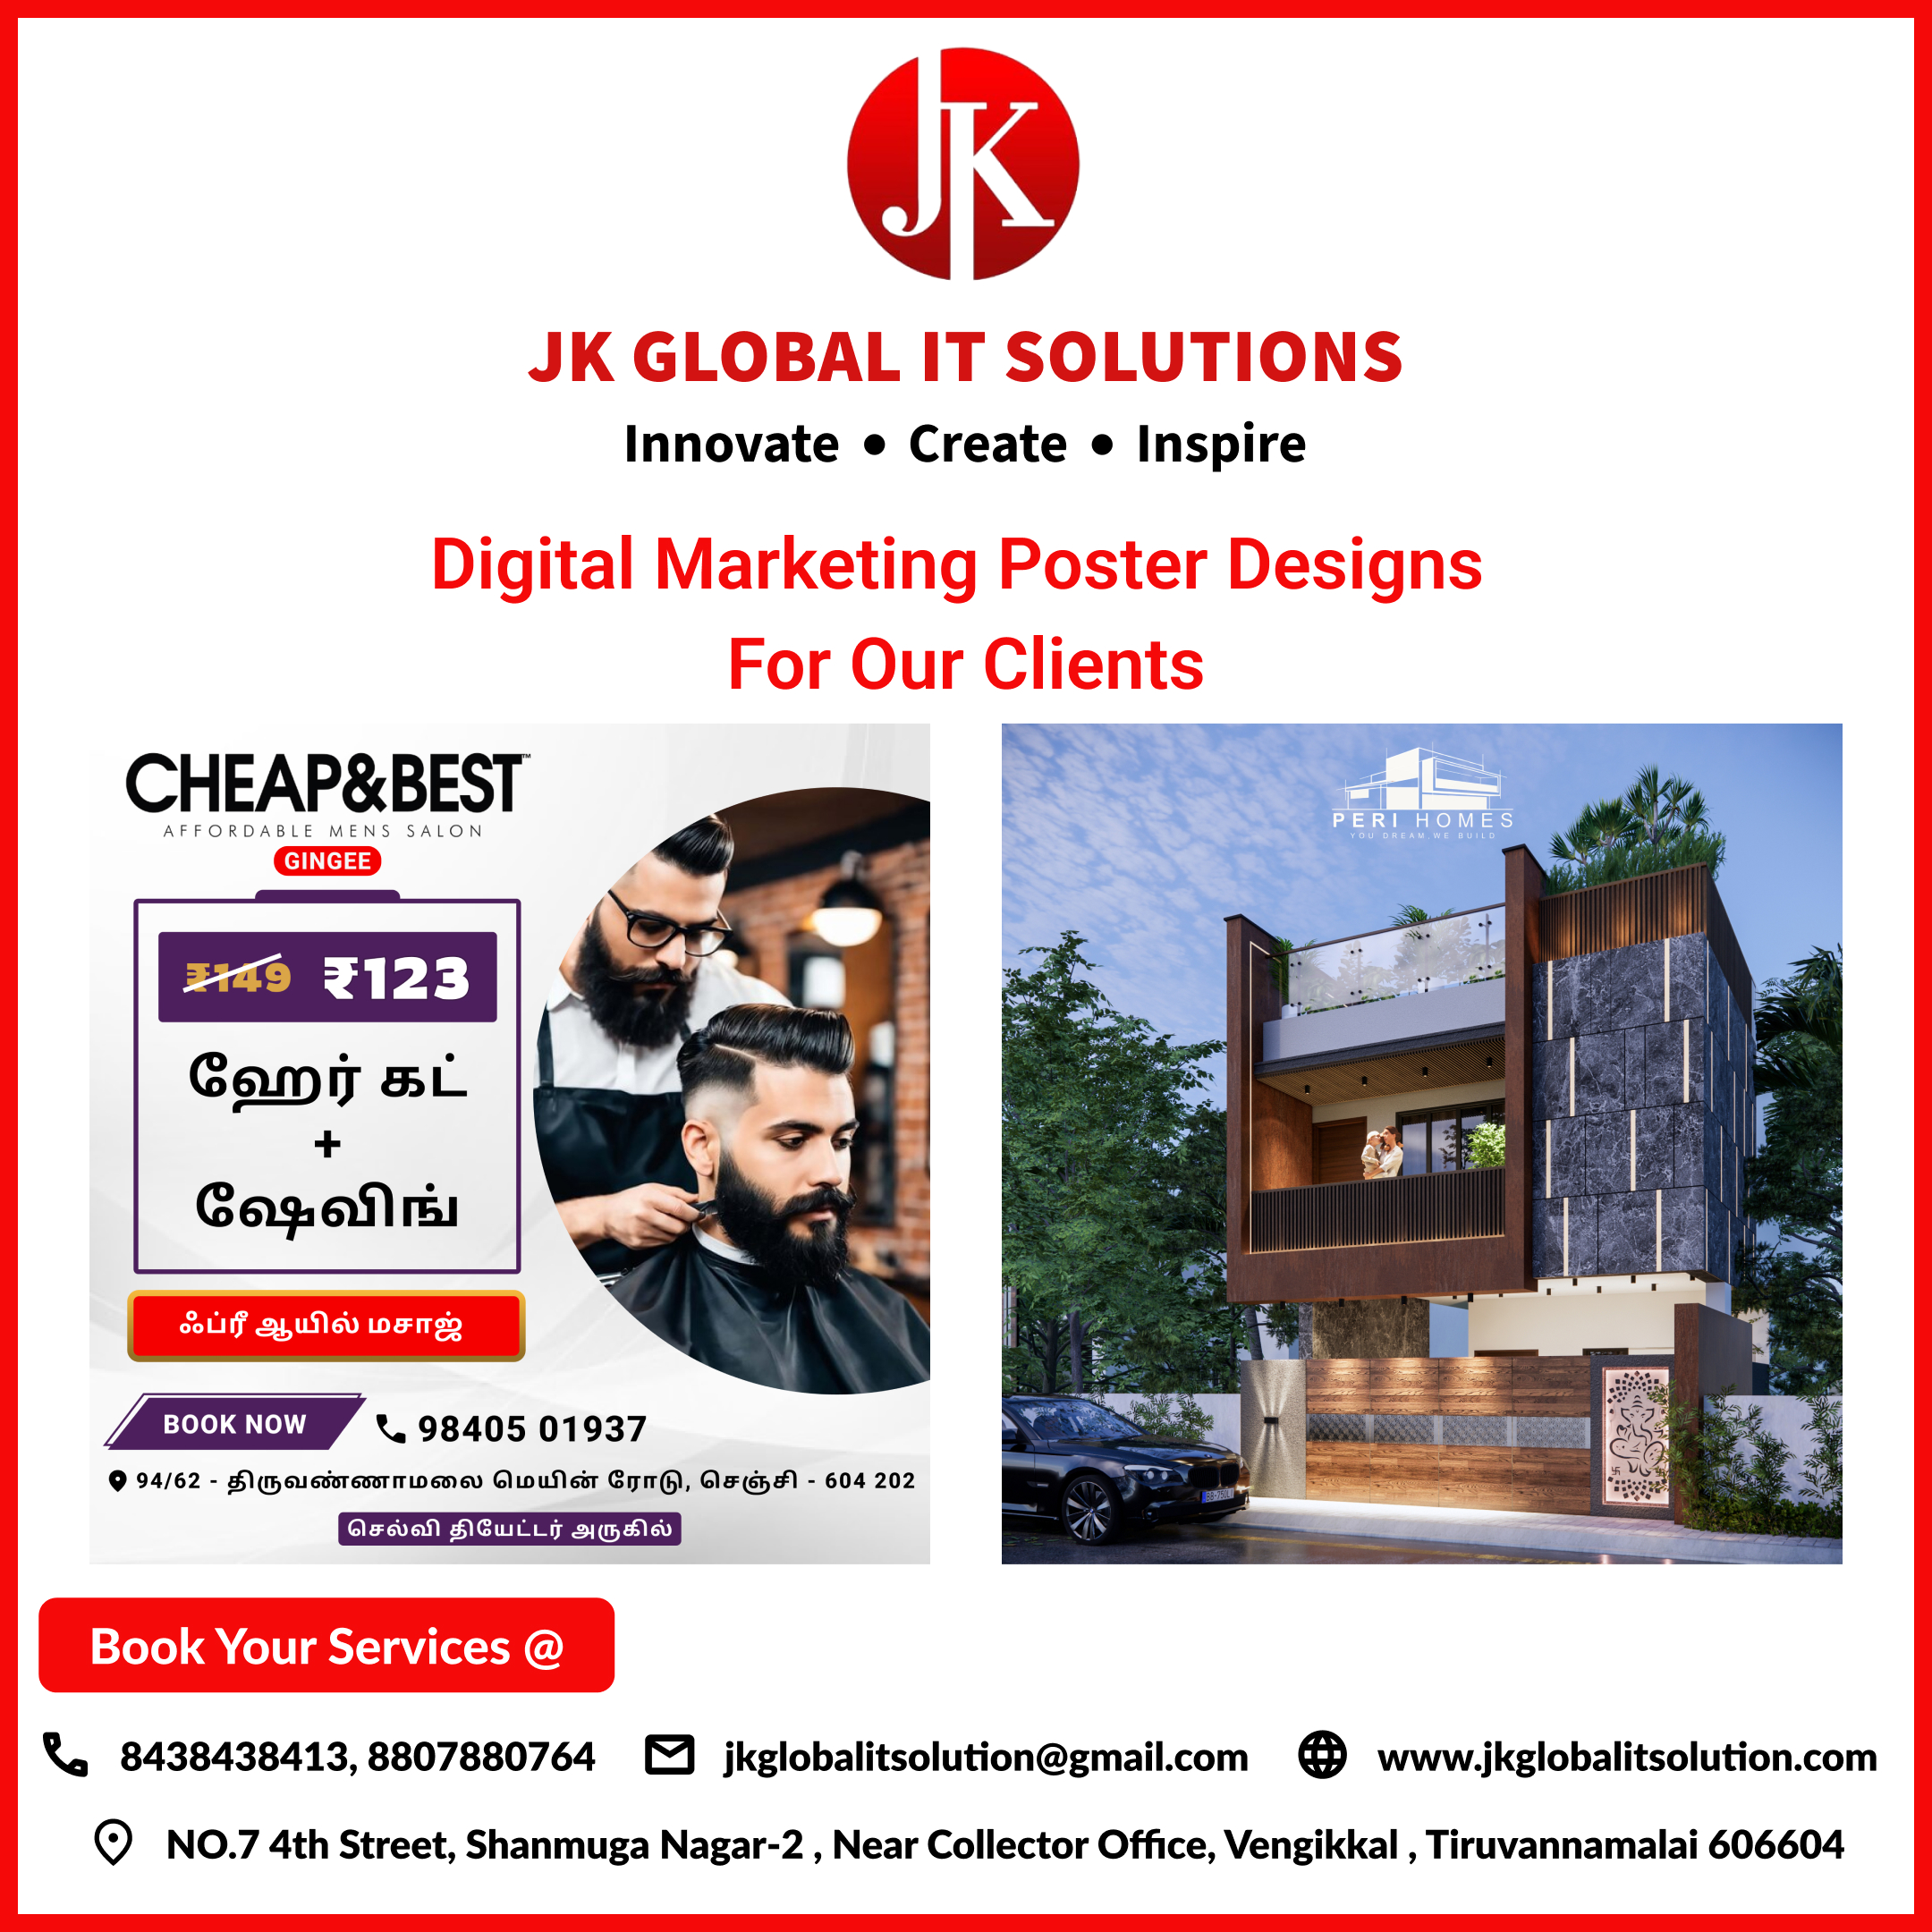 JK
JK GLOBAL IT SOLUTIONS
Innovate • Create • Inspire
Digital Marketing Poster Designs
For Our Clients
CHEAP&BEST™
AFFORDABLE MENS SALON
GINGEE
₹149 ₹123
ஹேர் கட்
+
ஷேவிங்
ஃப்ரீ ஆயில் மசாஜ்
BOOK NOW 98405 01937
94/62 - திருவண்ணாமலை மெயின் ரோடு, செஞ்சி - 604 202
செல்வி தியேட்டர் அருகில்
PERI HOMES
YOU DREAM WE BUILD
Book Your Services @
8438438413, 8807880764 jkglobalitsolution@gmail.com www.jkglobalitsolution.com
NO.7 4th Street, Shanmuga Nagar-2 , Near Collector Office, Vengikkal , Tiruvannamalai 606604